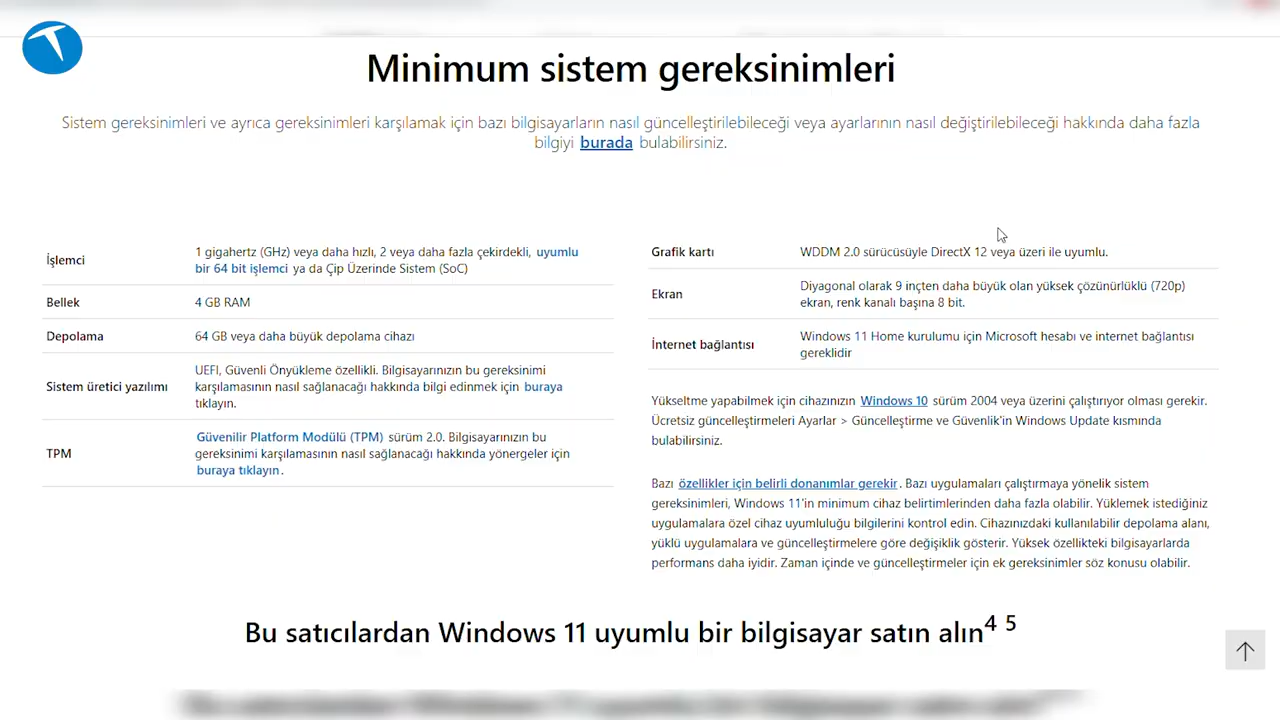 Minimum sistem gereksinimleri
Sistem gereksinimleri ve ayrıca gereksinimleri karşılamak için bazı bilgisayarların nasıl güncelleştirilebileceği veya ayarlarının nasıl değiştirilebileceği hakkında daha fazla
bilgiyi burada bulabilirsiniz.
İşlemci
1 gigahertz (GHz) veya daha hızlı, 2 veya daha fazla çekirdekli, uyumlu
bir 64 bit işlemci ya da Çip Üzerinde Sistem (SoC)
Bellek
4 GB RAM
Depolama
64 GB veya daha büyük depolama cihazı
Sistem üretici yazılımı
UEFI, Güvenli Önyükleme özellikli. Bilgisayarınızın bu gereksinimi
karşılamasının nasıl sağlanacağı hakkında bilgi edinmek için buraya
tıklayın.
TPM
Güvenilir Platform Modülü (TPM) sürüm 2.0. Bilgisayarınızın bu
gereksinimi karşılamasının nasıl sağlanacağı hakkında yönergeler için
buraya tıklayın.
Grafik kartı
WDDM 2.0 sürücüsüyle DirectX 12 veya üzeri ile uyumlu.
Ekran
Diyagonal olarak 9 inçten daha büyük olan yüksek çözünürlüklü (720p)
ekran, renk kanalı başına 8 bit.
İnternet bağlantısı
Windows 11 Home kurulumu için Microsoft hesabı ve internet bağlantısı
gereklidir
Yükseltme yapabilmek için cihazınızın Windows 10 sürüm 2004 veya üzerini çalıştırıyor olması gerekir.
Ücretsiz güncelleştirmeleri Ayarlar > Güncelleştirme ve Güvenlik'in Windows Update kısmında
bulabilirsiniz.
Bazı özellikler için belirli donanımlar gerekir. Bazı uygulamaları çalıştırmaya yönelik sistem
gereksinimleri, Windows 11'in minimum cihaz belirtimlerinden daha fazla olabilir. Yüklemek istediğiniz
uygulamalara özel cihaz uyumluluğu bilgilerini kontrol edin. Cihazınızdaki kullanılabilir depolama alanı,
yüklü uygulamalara ve güncelleştirmelere göre değişiklik gösterir. Yüksek özellikteki bilgisayarlarda
performans daha iyidir. Zaman içinde ve güncelleştirmeler için ek gereksinimler söz konusu olabilir.
Bu satıcılardan Windows 11 uyumlu bir bilgisayar satın alın4 5